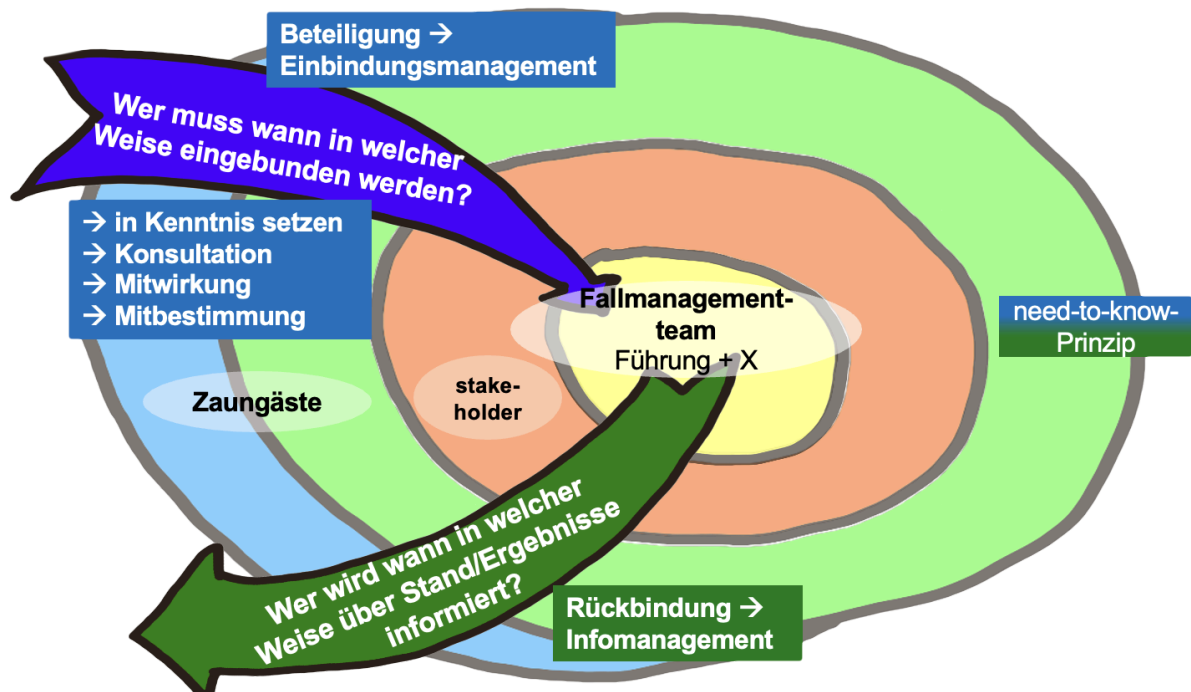 Beteiligung →
Einbindungsmanagement
Wer muss wann in welcher
Weise eingebunden werden?
→ in Kenntnis setzen
→ Konsultation
→ Mitwirkung
→ Mitbestimmung
Fallmanagement-
team
Führung + X
need-to-know-
Prinzip
Zaungäste
stake-
holder
Wer wird wann in welcher
Weise über Stand/Ergebnisse
informiert?
Rückbindung →
Infomanagement